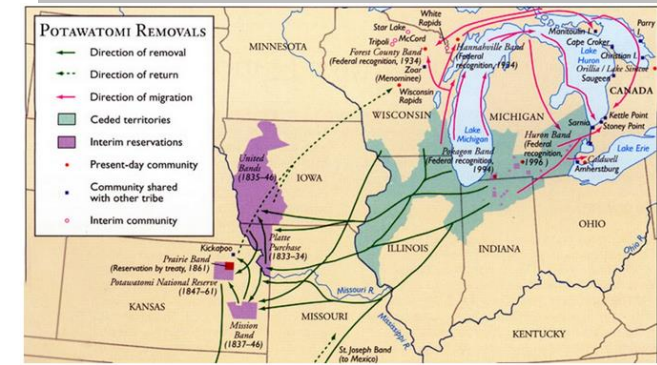 POTAWATOMI REMOVALS
Direction of removal
Direction of return
Direction of migration
Ceded territories
Interim reservations
Present-day community
Community shared
with other tribe
Interim community
MINNESOTA
White
Rapids
Star Lake
McCord
Tripoli
Forest County Band
(Federal recognition, 1934)
Zoar
(Menominee)
Wisconsin
Rapids
WISCONSIN
Hannahville Band
(Federal
recognition,
Manitoulin I.
Cape Croker
Lake
Huron
Parry
Christian I.
Orillia / Lake Simcoe
Saugeen
CANADA
MICHIGAN
Lake
Michigan
Sarnia
Kettle Point
Stoney Point
Huron Band
(Federal
recognition,
1996)
Lake Erie
Caldwell
Amherstburg
Pokagon Band
(Federal recognition,
1994)
United
Bands
(1835–46)
IOWA
Platte
Purchase
(1833–34)
Kickapoo
Prairie Band
(Reservation by treaty, 1861)
Potawatomi National Reserve
(1847–61)
KANSAS
Mission
Band
(1837–46)
MISSOURI
Missouri R.
Mississippi R.
St. Joseph Band
(to Mexico)
ILLINOIS
INDIANA
OHIO
Ohio R.
KENTUCKY